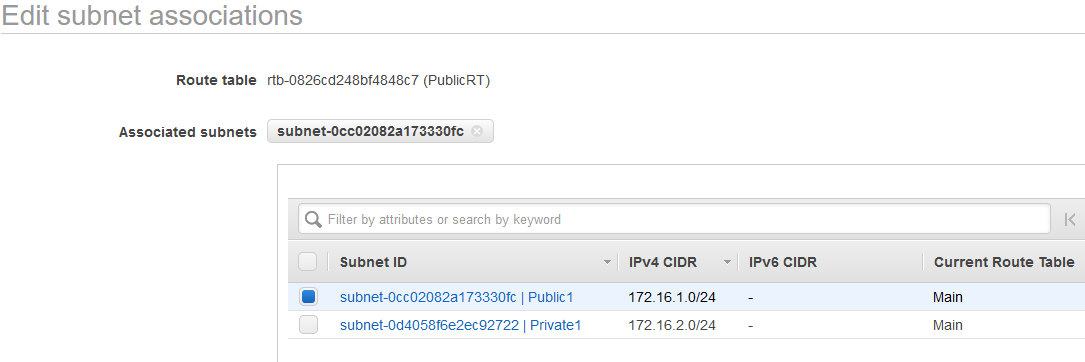 Edit subnet associations
Route table rtb-0826cd248bf4848c7 (PublicRT)
Associated subnets subnet-0cc02082a173330fc
Filter by attributes or search by keyword
Subnet ID IPv4 CIDR IPv6 CIDR Current Route Table
subnet-0cc02082a173330fc | Public1 172.16.1.0/24 - Main
subnet-0d4058f6e2ec92722 | Private1 172.16.2.0/24 - Main